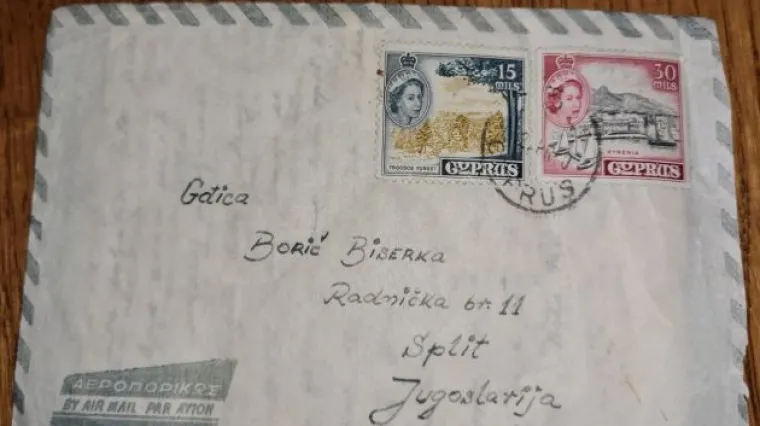 15
MILS
TROODOS FOREST
CYPRUS
30
MILS
KYRENIA
CYPRUS
RUS
Gdica
Borić Biserka
Radnička br. 11
Split
Jugoslavija
ΑΕΡΟΠΟΡΙΚΩΣ
BY AIR MAIL PAR AVION